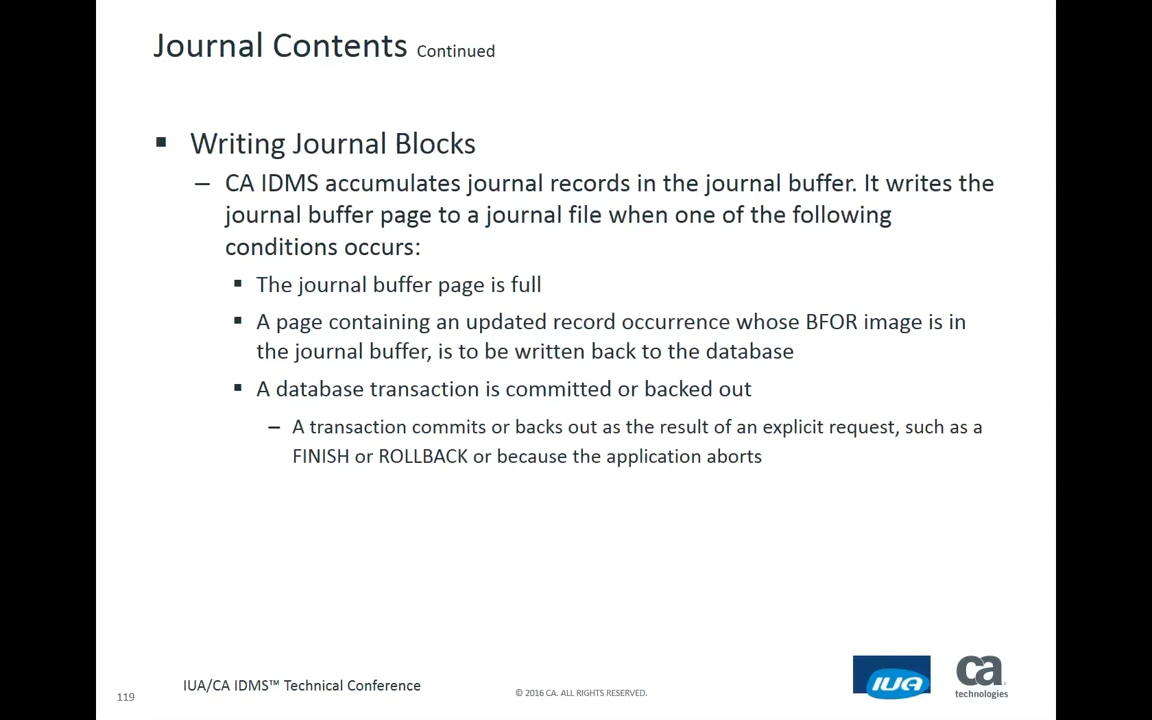 Journal Contents Continued
▪ Writing Journal Blocks
– CA IDMS accumulates journal records in the journal buffer. It writes the
journal buffer page to a journal file when one of the following
conditions occurs:
▪ The journal buffer page is full
▪ A page containing an updated record occurrence whose BFOR image is in
the journal buffer, is to be written back to the database
▪ A database transaction is committed or backed out
– A transaction commits or backs out as the result of an explicit request, such as a
FINISH or ROLLBACK or because the application aborts
119
IUA/CA IDMS™ Technical Conference
© 2016 CA. ALL RIGHTS RESERVED.
IUA
ca
technologies